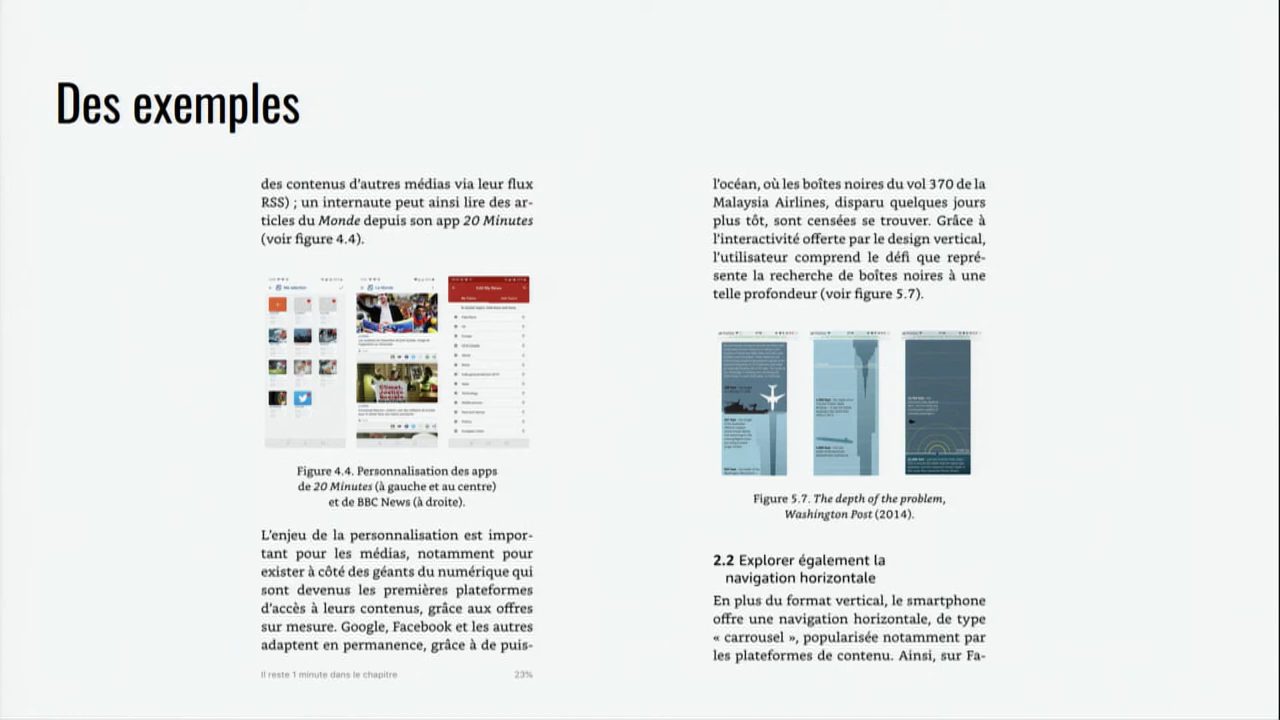 Des exemples
des contenus d'autres médias via leur flux
RSS) ; un internaute peut ainsi lire des ar-
ticles du Monde depuis son app 20 Minutes
(voir figure 4.4).
Figure 4.4. Personnalisation des apps
de 20 Minutes (à gauche et au centre)
et de BBC News (à droite).
L'enjeu de la personnalisation est impor-
tant pour les médias, notamment pour
exister à côté des géants du numérique qui
sont devenus les premières plateformes
d'accès à leurs contenus, grâce aux offres
sur mesure. Google, Facebook et les autres
adaptent en permanence, grâce à de puis-
Il reste 1 minute dans le chapitre 23%
l'océan, où les boîtes noires du vol 370 de la
Malaysia Airlines, disparu quelques jours
plus tôt, sont censées se trouver. Grâce à
l'interactivité offerte par le design vertical,
l'utilisateur comprend le défi que repré-
sente la recherche de boîtes noires à une
telle profondeur (voir figure 5.7).
Figure 5.7. The depth of the problem,
Washington Post (2014).
2.2 Explorer également la
navigation horizontale
En plus du format vertical, le smartphone
offre une navigation horizontale, de type
« carrousel », popularisée notamment par
les plateformes de contenu. Ainsi, sur Fa-